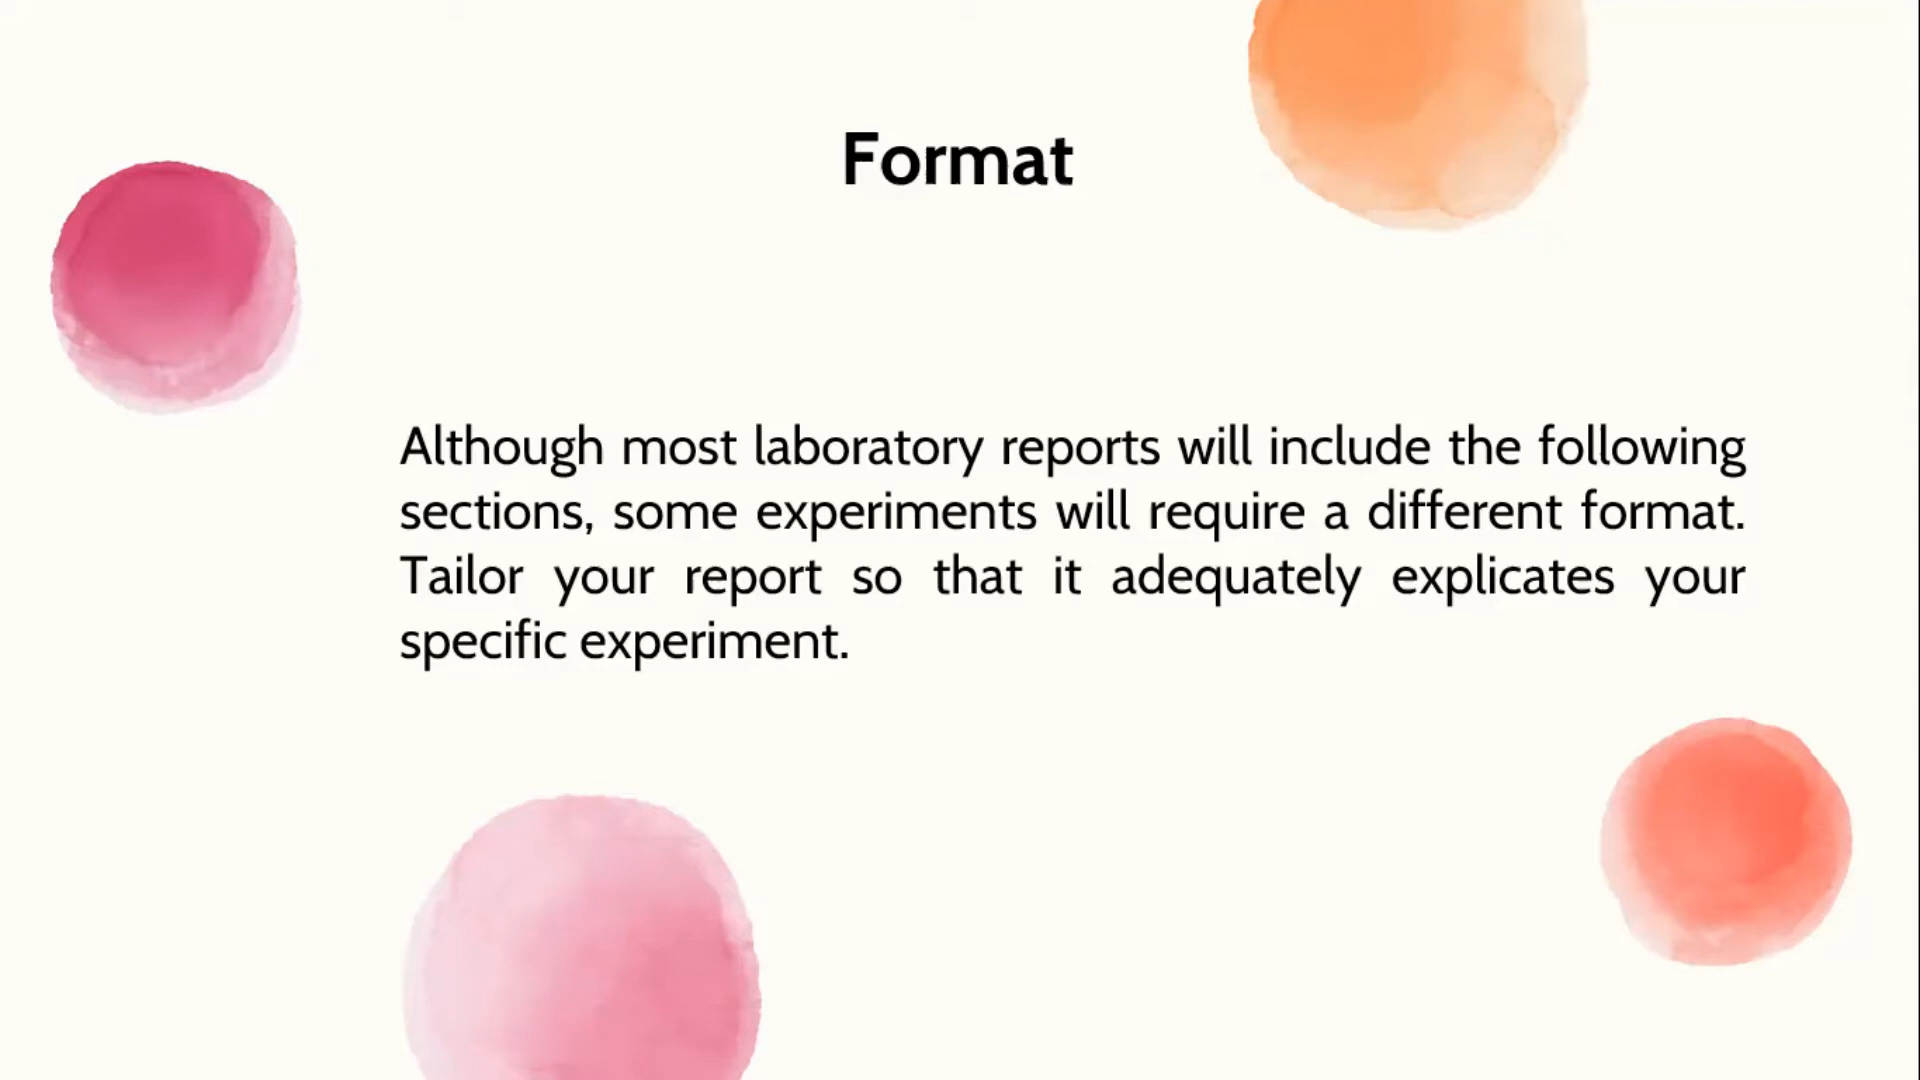 Format
Although most laboratory reports will include the following
sections, some experiments will require a different format.
Tailor your report so that it adequately explicates your
specific experiment.